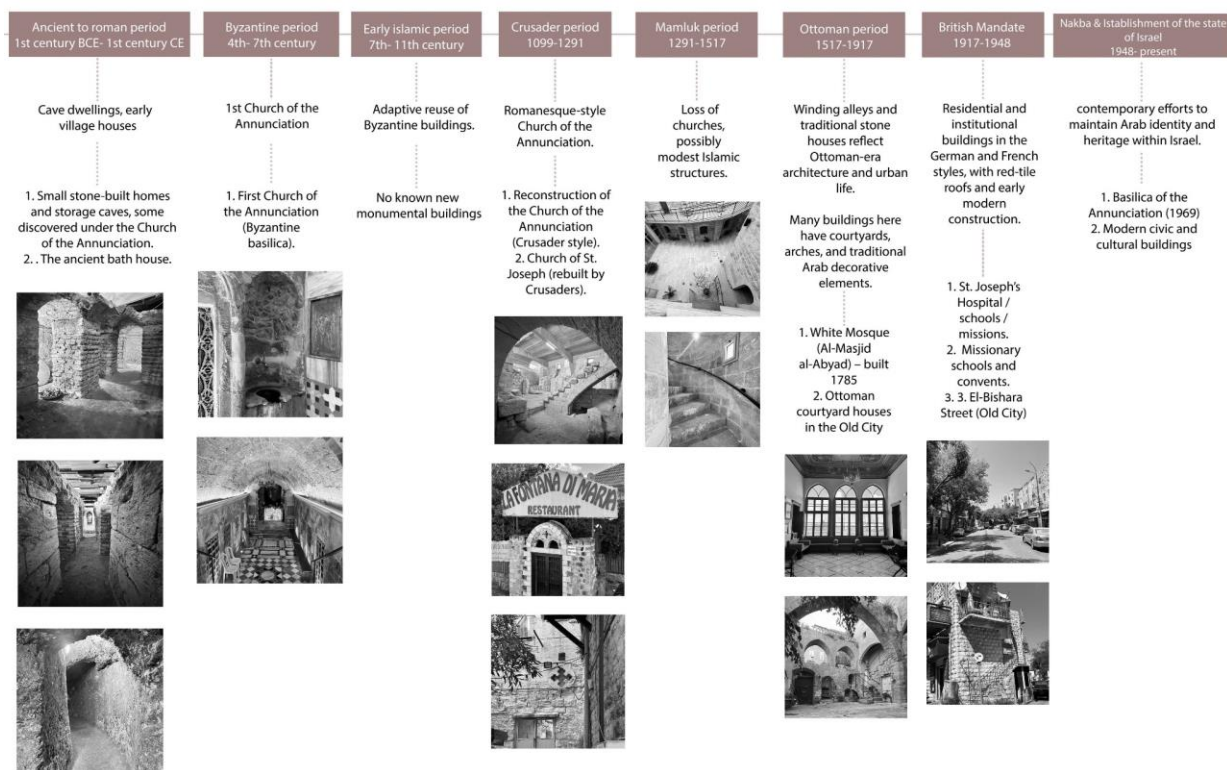 Ancient to roman period
1st century BCE- 1st century CE
Cave dwellings, early
village houses
1. Small stone-built homes
and storage caves, some
discovered under the Church
of the Annunciation.
2. . The ancient bath house.
Byzantine period
4th- 7th century
1st Church of the
Annunciation
1. First Church of
the Annunciation
(Byzantine
basilica).
Early islamic period
7th- 11th century
Adaptive reuse of
Byzantine buildings.
No known new
monumental buildings
Crusader period
1099-1291
Romanesque-style
Church of the
Annunciation.
1. Reconstruction of
the Church of the
Annunciation
(Crusader style).
2. Church of St.
Joseph (rebuilt by
Crusaders).
LA FONTANA DI MARIA
RESTAURANT
Mamluk period
1291-1517
Loss of
churches,
possibly
modest Islamic
structures.
Ottoman period
1517-1917
Winding alleys and
traditional stone
houses reflect
Ottoman-era
architecture and urban
life.
Many buildings here
have courtyards,
arches, and traditional
Arab decorative
elements.
1. White Mosque
(Al-Masjid
al-Abyad) – built
1785
2. Ottoman
courtyard houses
in the Old City
British Mandate
1917-1948
Residential and
institutional
buildings in the
German and French
styles, with red-tile
roofs and early
modern
construction.
1. St. Joseph’s
Hospital /
schools /
missions.
2. Missionary
schools and
convents.
3. 3. El-Bishara
Street (Old City)
Nakba & Istablishment of the state
of Israel
1948- present
contemporary efforts to
maintain Arab identity and
heritage within Israel.
1. Basilica of the
Annunciation (1969)
2. Modern civic and
cultural buildings